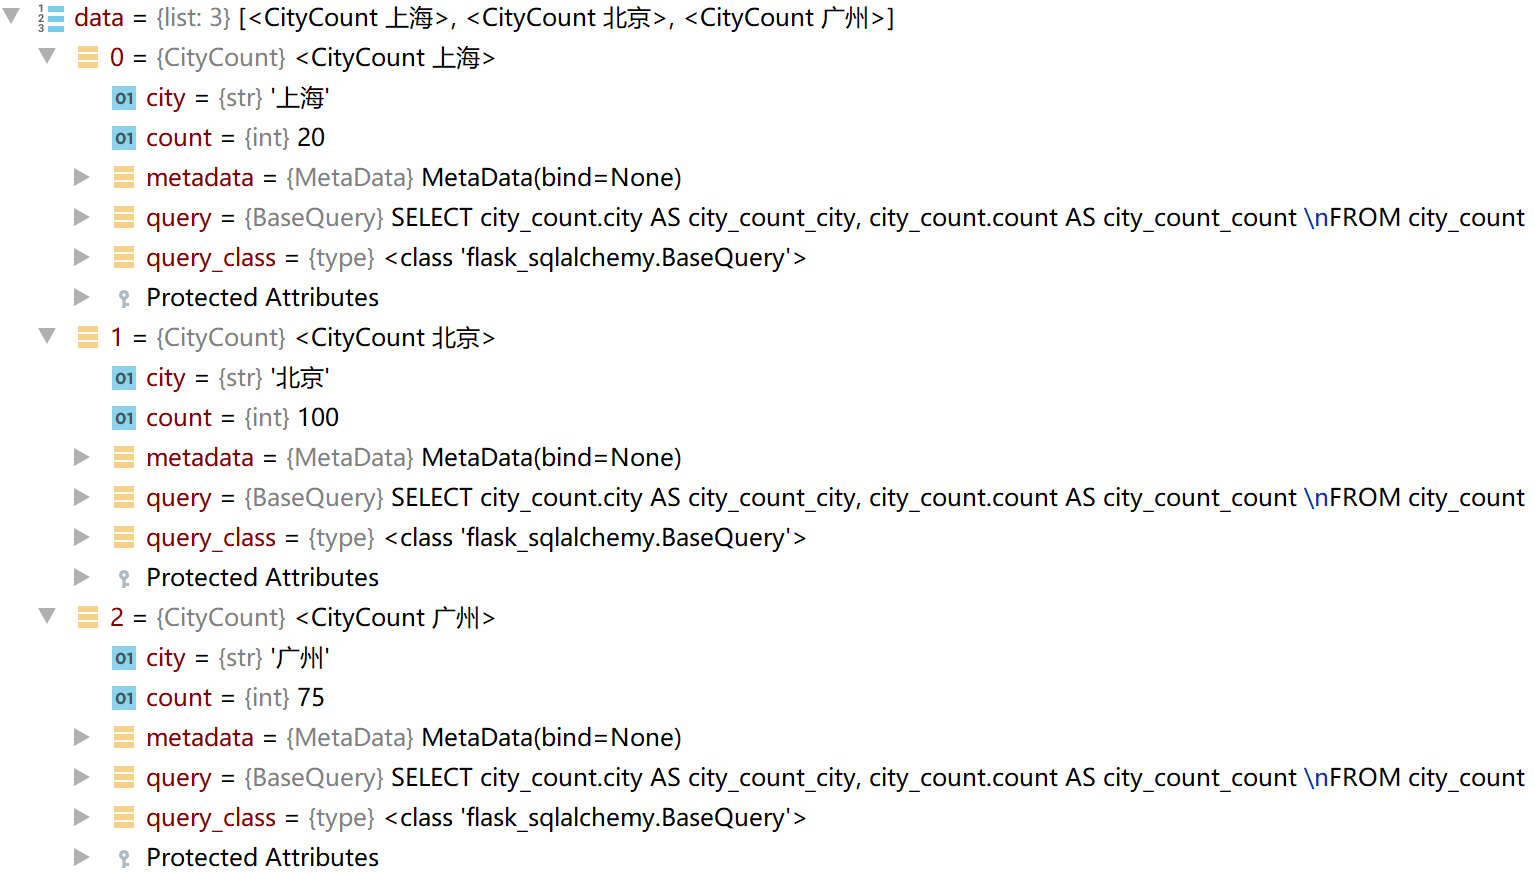 data = {list: 3} [<CityCount 上海>, <CityCount 北京>, <CityCount 广州>]
0 = {CityCount} <CityCount 上海>
city = {str} '上海'
count = {int} 20
metadata = {MetaData} MetaData(bind=None)
query = {BaseQuery} SELECT city_count.city AS city_count_city, city_count.count AS city_count_count \nFROM city_count
query_class = {type} <class 'flask_sqlalchemy.BaseQuery'>
Protected Attributes
1 = {CityCount} <CityCount 北京>
city = {str} '北京'
count = {int} 100
metadata = {MetaData} MetaData(bind=None)
query = {BaseQuery} SELECT city_count.city AS city_count_city, city_count.count AS city_count_count \nFROM city_count
query_class = {type} <class 'flask_sqlalchemy.BaseQuery'>
Protected Attributes
2 = {CityCount} <CityCount 广州>
city = {str} '广州'
count = {int} 75
metadata = {MetaData} MetaData(bind=None)
query = {BaseQuery} SELECT city_count.city AS city_count_city, city_count.count AS city_count_count \nFROM city_count
query_class = {type} <class 'flask_sqlalchemy.BaseQuery'>
Protected Attributes